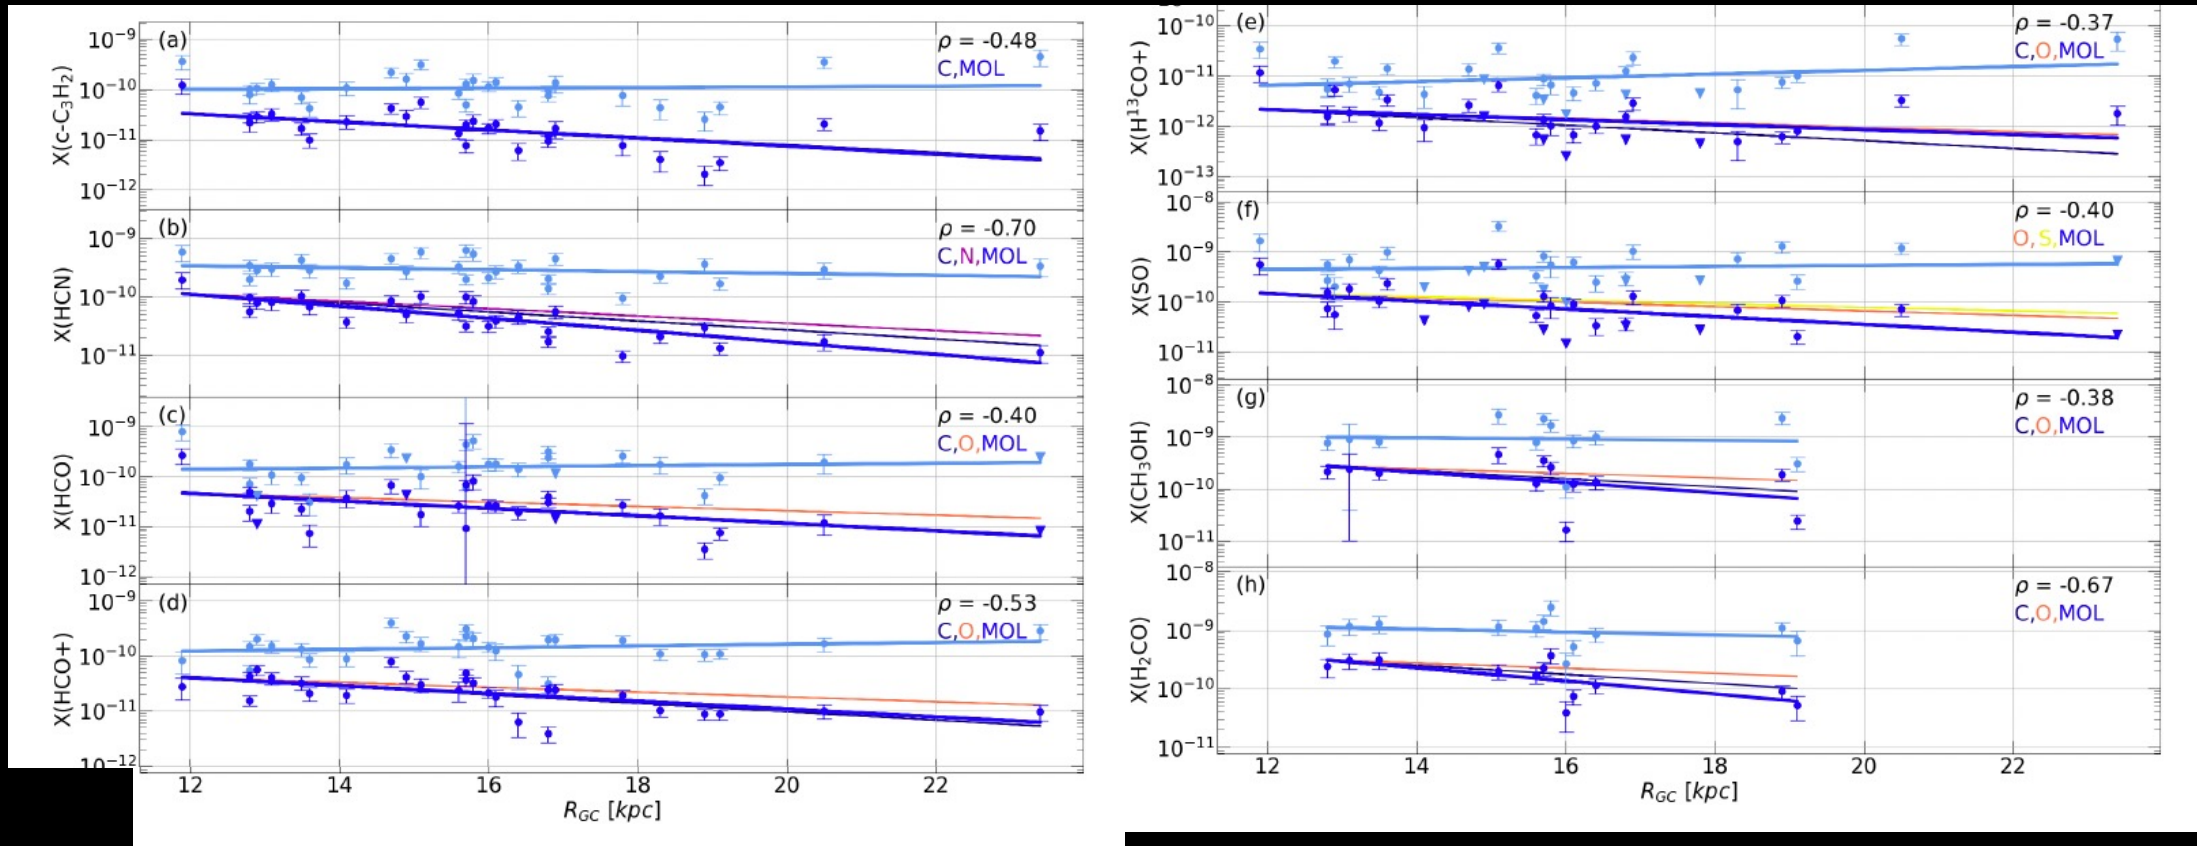 (a)
ρ = -0.48
C,MOL
X(c-C₃H₂)
10⁻⁹
10⁻¹⁰
10⁻¹¹
10⁻¹²
(b)
ρ = -0.70
C,N,MOL
X(HCN)
10⁻⁹
10⁻¹⁰
10⁻¹¹
(c)
ρ = -0.40
C,O,MOL
X(HCO)
10⁻⁹
10⁻¹⁰
10⁻¹¹
10⁻¹²
(d)
ρ = -0.53
C,O,MOL
X(HCO+)
10⁻⁹
10⁻¹⁰
10⁻¹¹
10⁻¹²
12 14 16 18 20 22
R_GC [kpc]
(e)
ρ = -0.37
C,O,MOL
X(H¹³CO+)
10⁻¹⁰
10⁻¹¹
10⁻¹²
10⁻¹³
(f)
ρ = -0.40
O,S,MOL
X(SO)
10⁻⁸
10⁻⁹
10⁻¹⁰
10⁻¹¹
(g)
ρ = -0.38
C,O,MOL
X(CH₃OH)
10⁻⁸
10⁻⁹
10⁻¹⁰
10⁻¹¹
(h)
ρ = -0.67
C,O,MOL
X(H₂CO)
10⁻⁸
10⁻⁹
10⁻¹⁰
10⁻¹¹
12 14 16 18 20 22
R_GC [kpc]